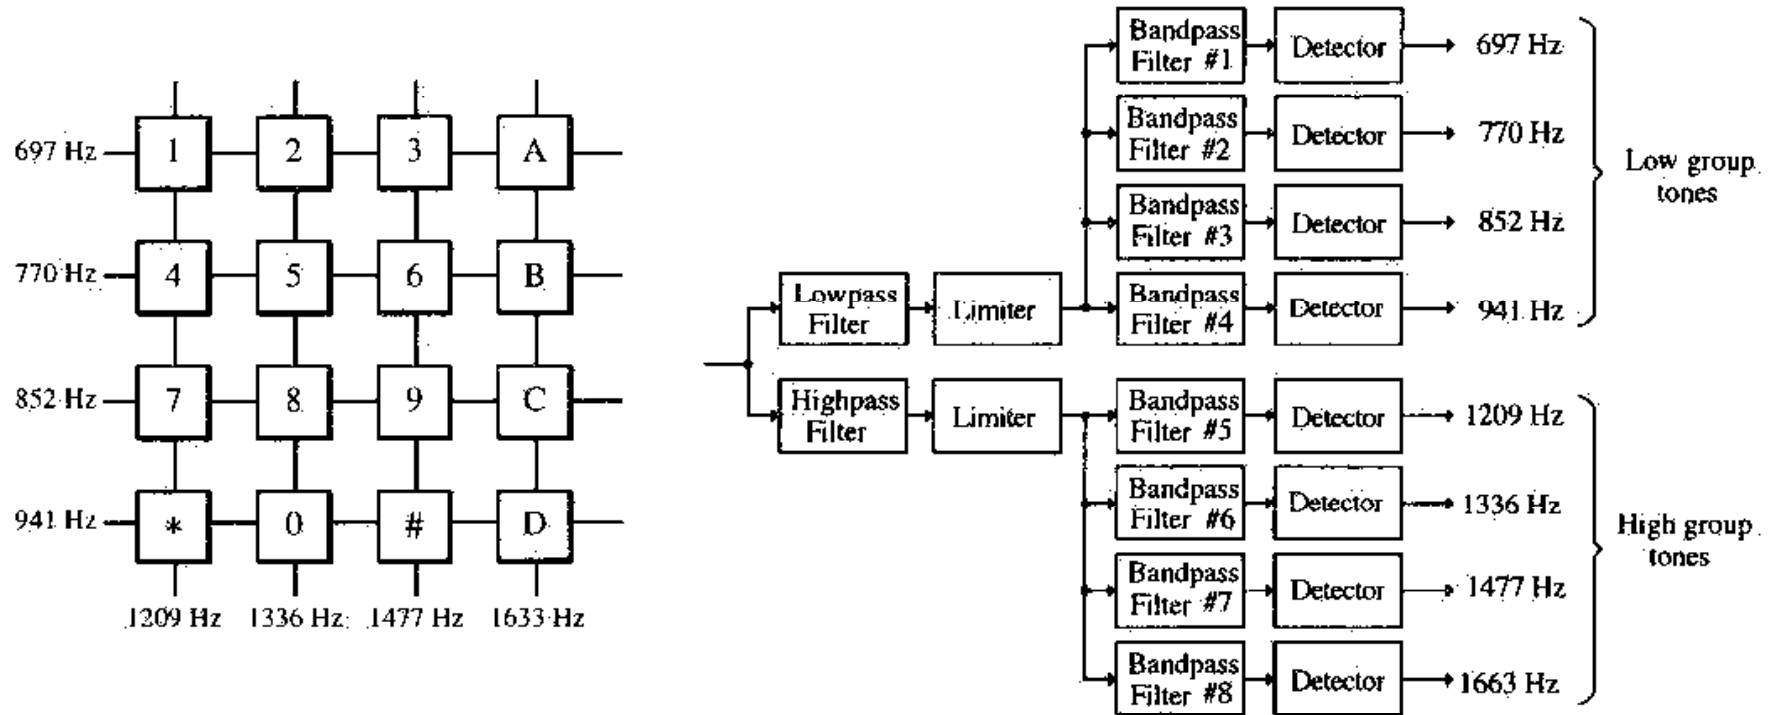 697 Hz 1 2 3 A
770 Hz 4 5 6 B
852 Hz 7 8 9 C
941 Hz * 0 # D
1209 Hz 1336 Hz 1477 Hz 1633 Hz
Bandpass
Filter #1
Detector
697 Hz
Bandpass
Filter #2
Detector
770 Hz
Bandpass
Filter #3
Detector
852 Hz
Lowpass
Filter
Limiter
Bandpass
Filter #4
Detector
941 Hz
Low group
tones
Highpass
Filter
Limiter
Bandpass
Filter #5
Detector
1209 Hz
Bandpass
Filter #6
Detector
1336 Hz
Bandpass
Filter #7
Detector
1477 Hz
Bandpass
Filter #8
Detector
1663 Hz
High group
tones